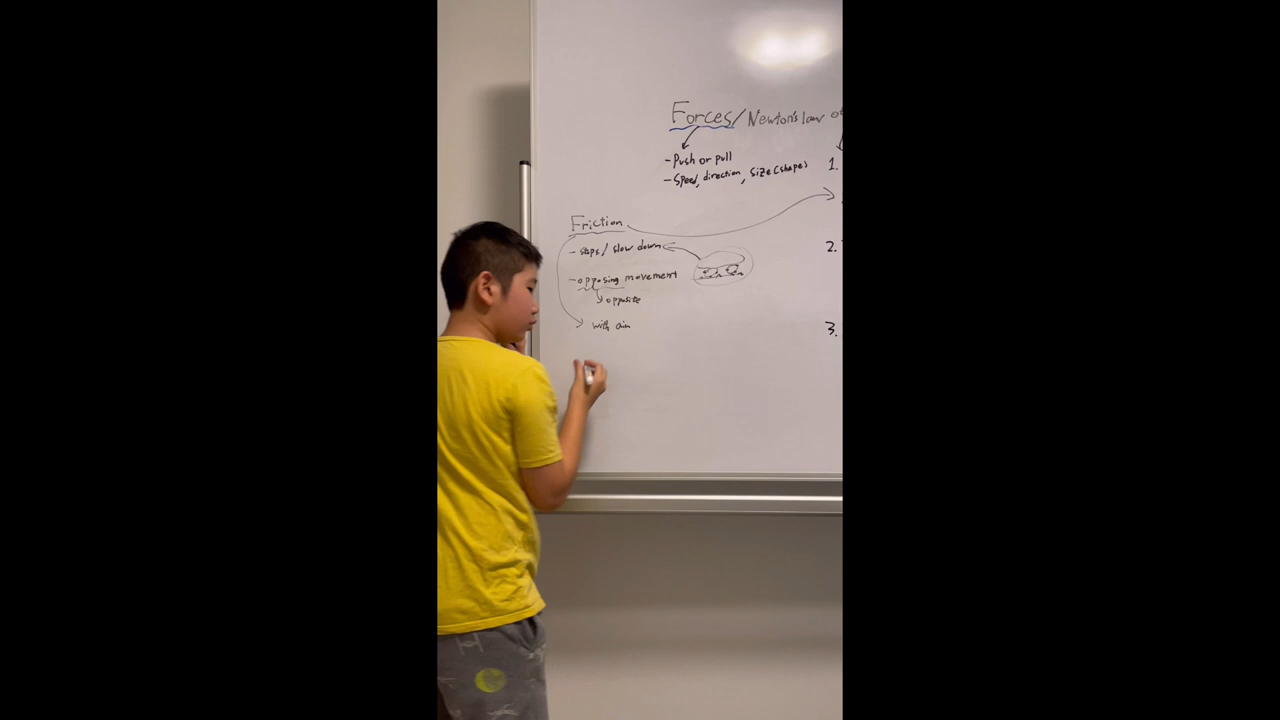 Forces/Newton's law of
- Push or pull
- Speed, direction, Size (shape)
1.
Friction
- stops/ slow down
2.
- opposing movement
opposite
with air
3.